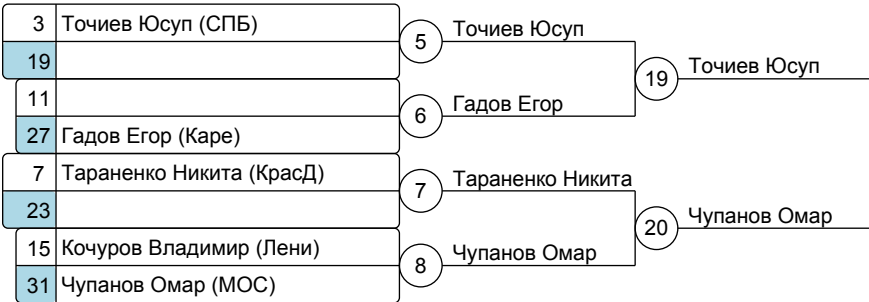 3 Точиев Юсуп (СПБ)
19
5 Точиев Юсуп
19 Точиев Юсуп
11
27 Гадов Егор (Каре)
6 Гадов Егор
7 Тараненко Никита (КрасД)
23
7 Тараненко Никита
20 Чупанов Омар
15 Кочуров Владимир (Лени)
31 Чупанов Омар (МОС)
8 Чупанов Омар